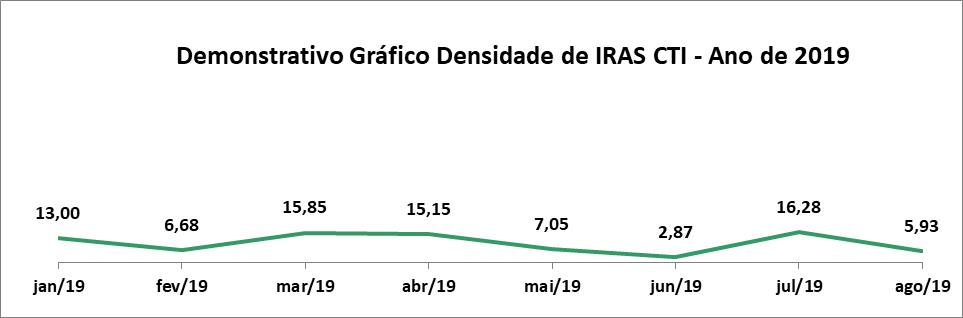 Demonstrativo Gráfico Densidade de IRAS CTI - Ano de 2019
13,00 6,68 15,85 15,15 7,05 2,87 16,28 5,93
jan/19 fev/19 mar/19 abr/19 mai/19 jun/19 jul/19 ago/19